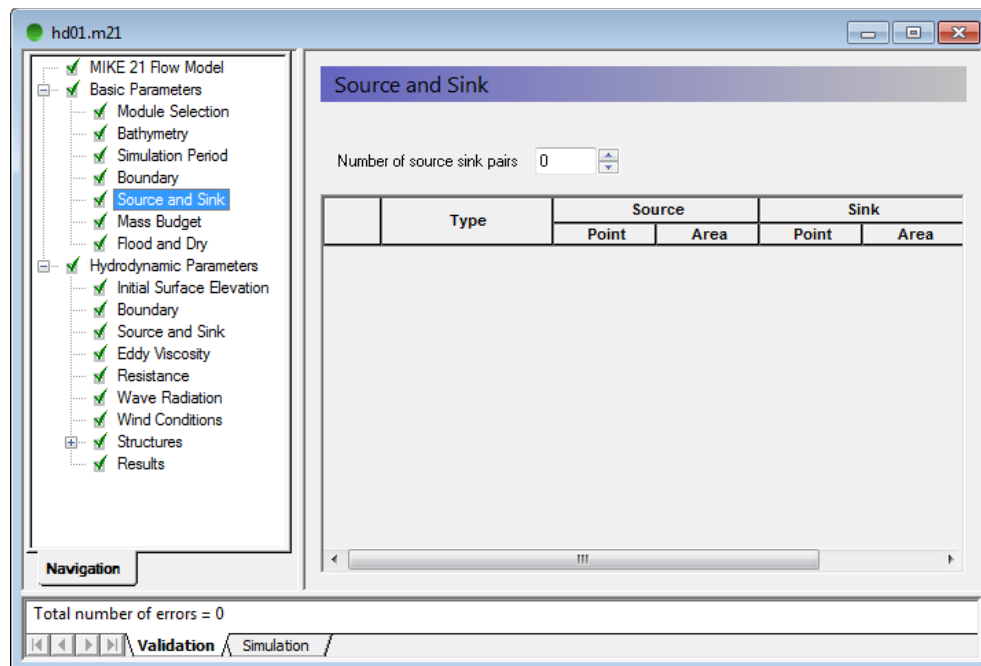 hd01.m21
MIKE 21 Flow Model
Basic Parameters
Module Selection
Bathymetry
Simulation Period
Boundary
Source and Sink
Mass Budget
Flood and Dry
Hydrodynamic Parameters
Initial Surface Elevation
Boundary
Source and Sink
Eddy Viscosity
Resistance
Wave Radiation
Wind Conditions
Structures
Results
Navigation
Source and Sink
Number of source sink pairs 0
Type Source Sink
Point Area Point Area
Total number of errors = 0
Validation Simulation